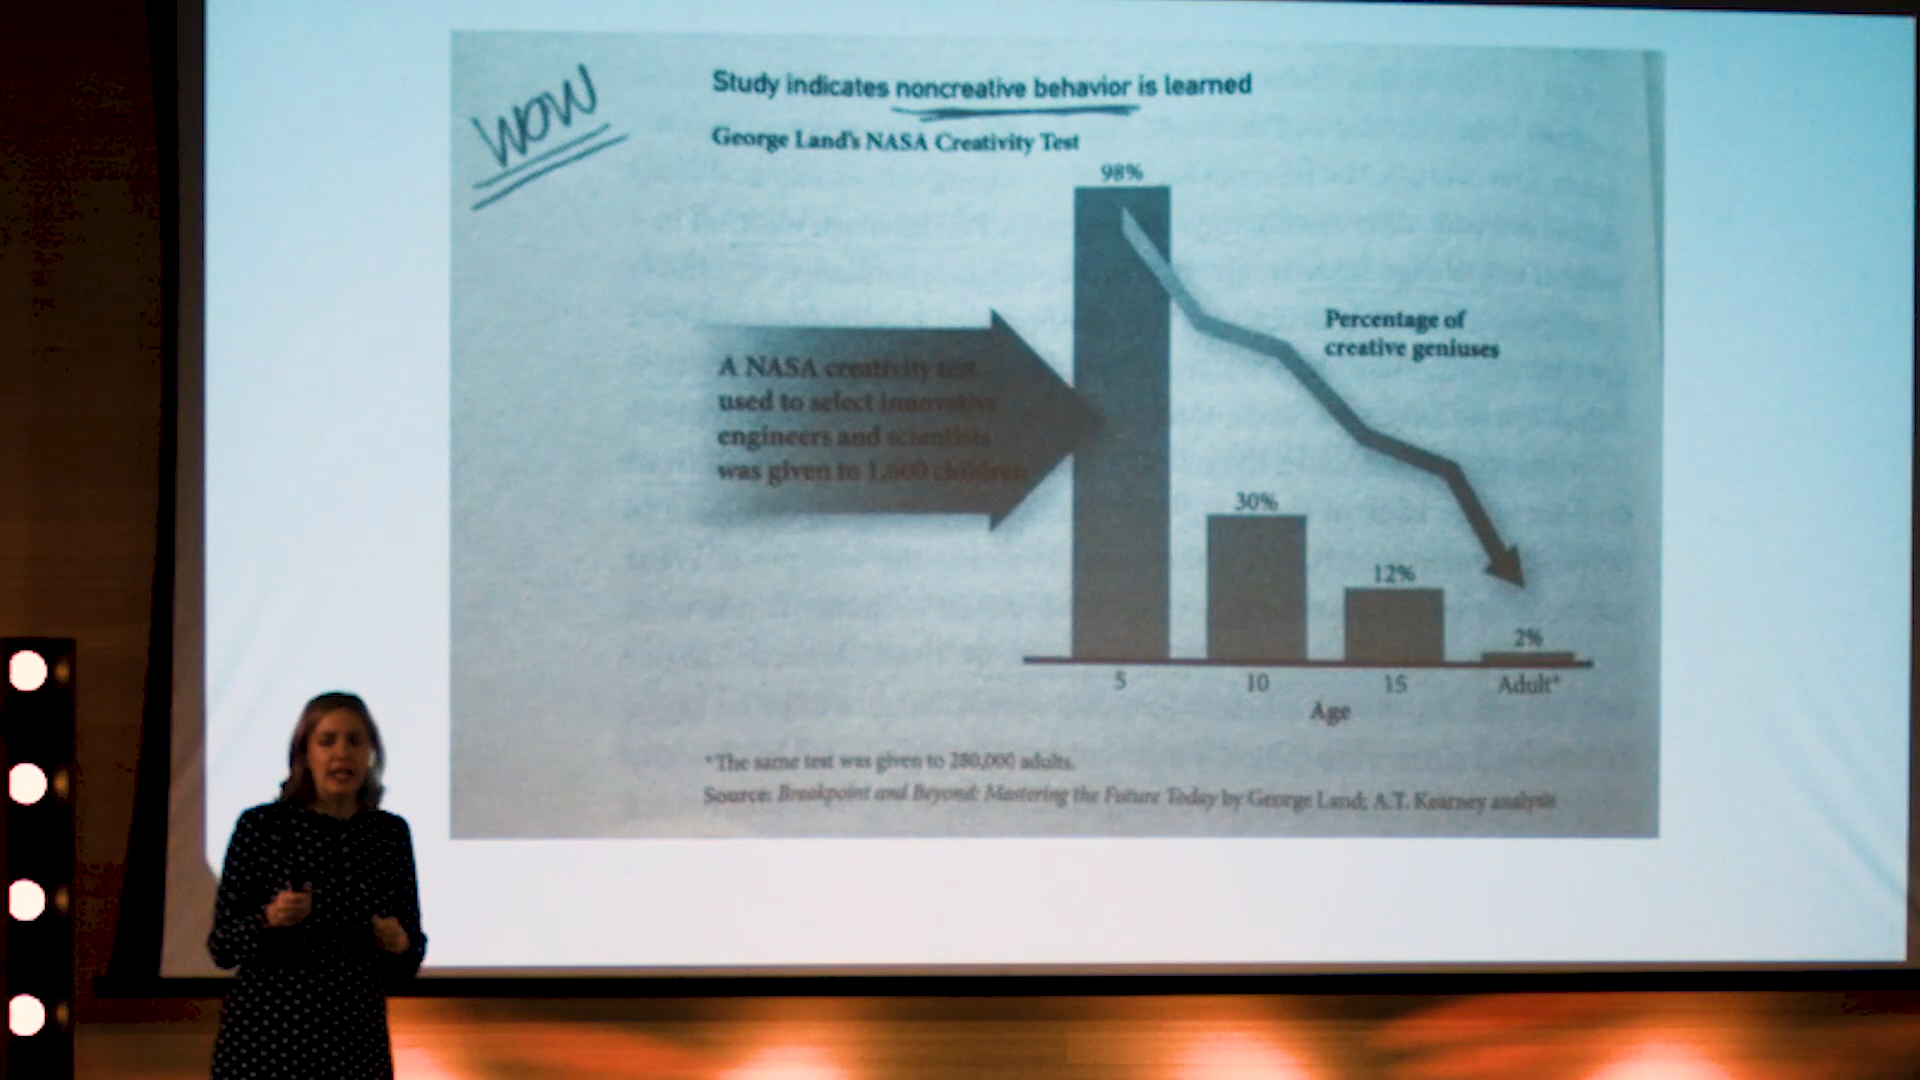 WOW
Study indicates noncreative behavior is learned
George Land's NASA Creativity Test
98%
Percentage of
creative geniuses
A NASA creativity test
used to select innovative
engineers and scientists
was given to 1,600 children
30%
12%
2%
5 10 15 Adult*
Age
*The same test was given to 280,000 adults.
Source: Breakpoint and Beyond: Mastering the Future Today by George Land; A.T. Kearney analysis